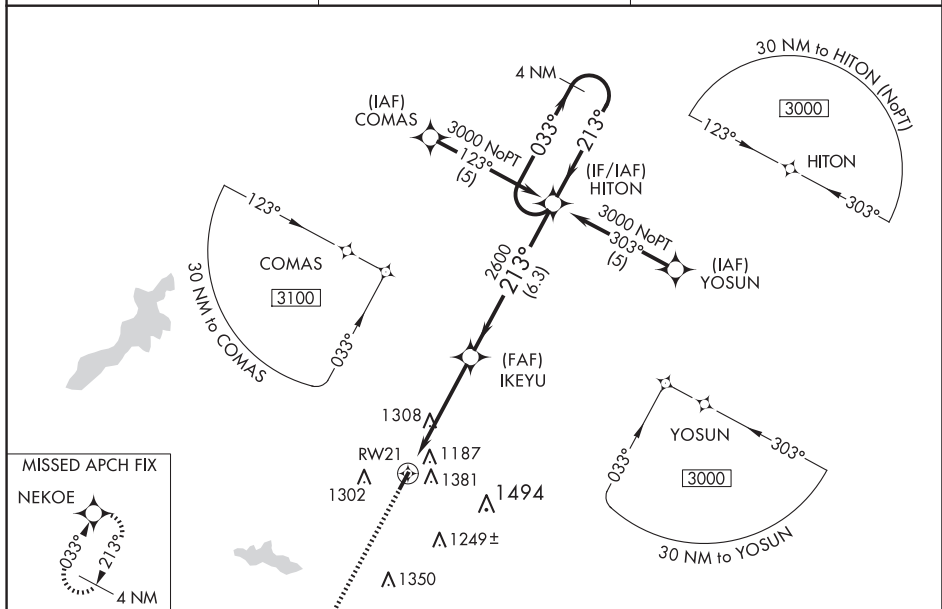 4 NM
033°
213°
(IAF)
COMAS
3000 NoPT
123°
(5)
(IF/IAF)
HITON
3000 NoPT
303°
(5)
(IAF)
YOSUN
30 NM to HITON (NoPT)
3000
123°
HITON
303°
123°
COMAS
3100
033°
30 NM to COMAS
2600
213°
(6.3)
(FAF)
IKEYU
1308
RW21
1187
1302
1381
1494
1249±
1350
YOSUN
303°
033°
3000
30 NM to YOSUN
MISSED APCH FIX
NEKOE
033°
213°
4 NM